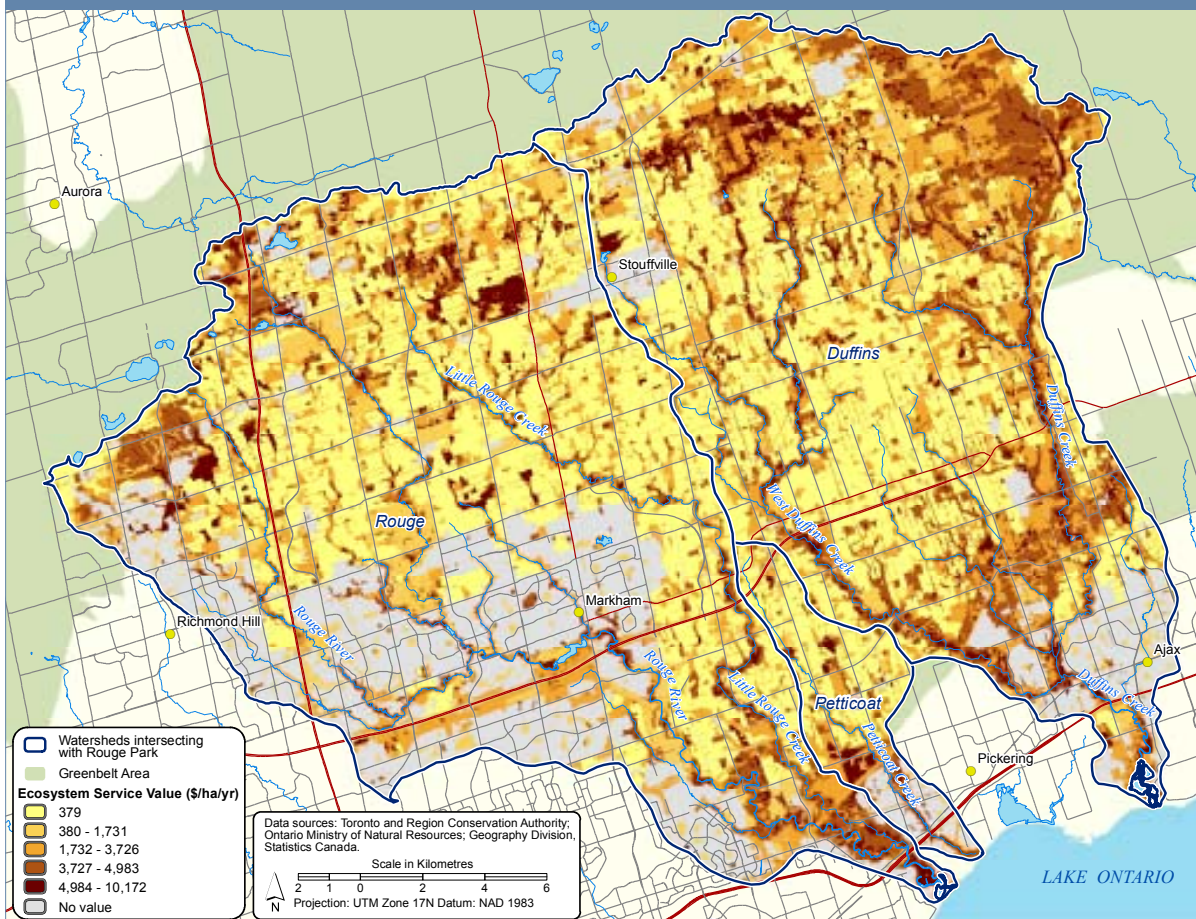 Aurora
Stouffville
Duffins
Little Rouge Creek
Duffins Creek
West Duffins Creek
Rouge
Markham
Richmond Hill
Rouge River
Rouge River
Little Rouge Creek
Ajax
Duffins Creek
Petticoat
Petticoat Creek
Pickering
LAKE ONTARIO
Watersheds intersecting
with Rouge Park
Greenbelt Area
Ecosystem Service Value ($/ha/yr)
379
380 - 1,731
1,732 - 3,726
3,727 - 4,983
4,984 - 10,172
No value
Data sources: Toronto and Region Conservation Authority;
Ontario Ministry of Natural Resources; Geography Division,
Statistics Canada.
Scale in Kilometres
2 1 0 2 4 6
N
Projection: UTM Zone 17N Datum: NAD 1983